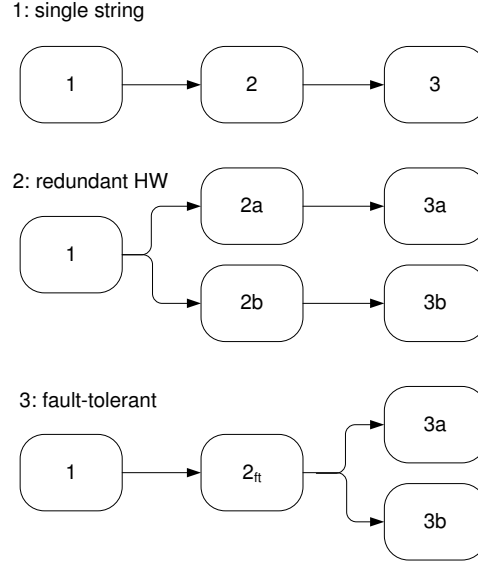 1: single string
1 2 3
2: redundant HW
2a 3a
1
2b 3b
3: fault-tolerant
3a
1 2ft
3b